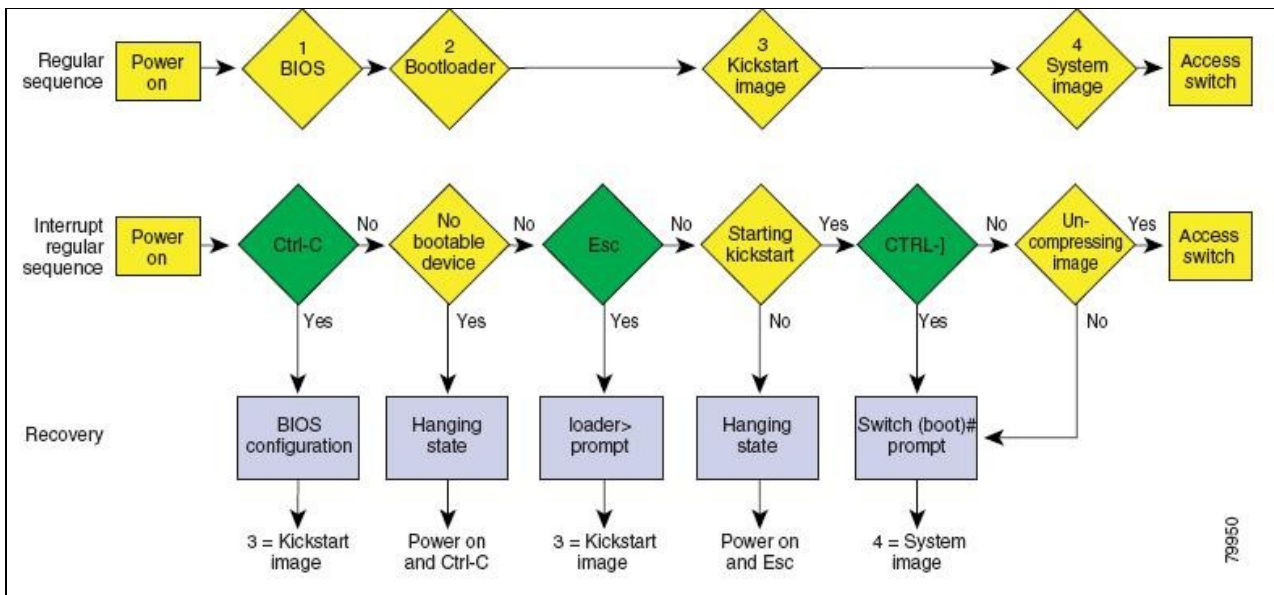 Regular
sequence
Power
on
1
BIOS
2
Bootloader
3
Kickstart
image
4
System
image
Access
switch
Interrupt
regular
sequence
Power
on
Ctrl-C
No
No
bootable
device
No
Esc
No
Starting
kickstart
Yes
CTRL-]
No
Un-
compressing
image
Yes
Access
switch
Yes
Yes
Yes
No
Yes
No
Recovery
BIOS
configuration
Hanging
state
loader>
prompt
Hanging
state
Switch (boot)#
prompt
3 = Kickstart
image
Power on
and Ctrl-C
3 = Kickstart
image
Power on
and Esc
4 = System
image
79950